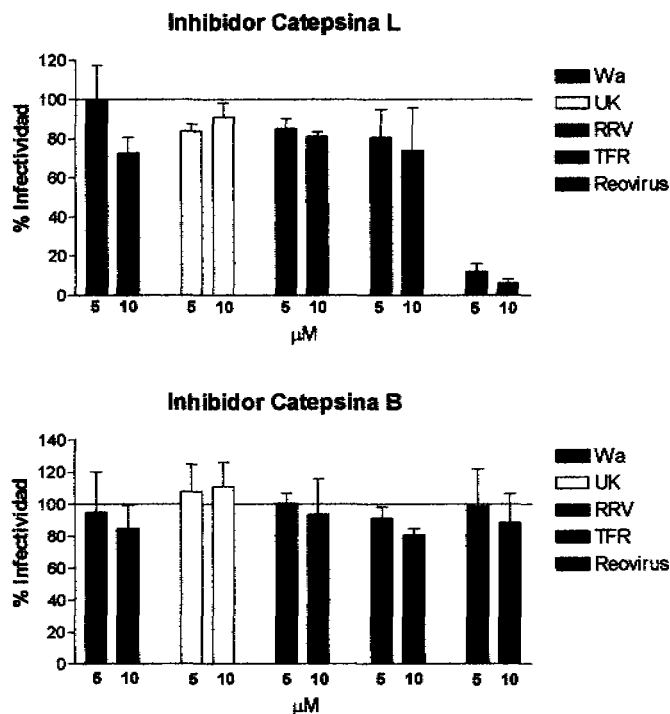 Inhibidor Catepsina L
120
100
80
60
40
20
0
% Infectividad
5 10 5 10 5 10 5 10 5 10
µM
Wa
UK
RRV
TFR
Reovirus
Inhibidor Catepsina B
140
120
100
80
60
40
20
0
% Infectividad
5 10 5 10 5 10 5 10 5 10
µM
Wa
UK
RRV
TFR
Reovirus